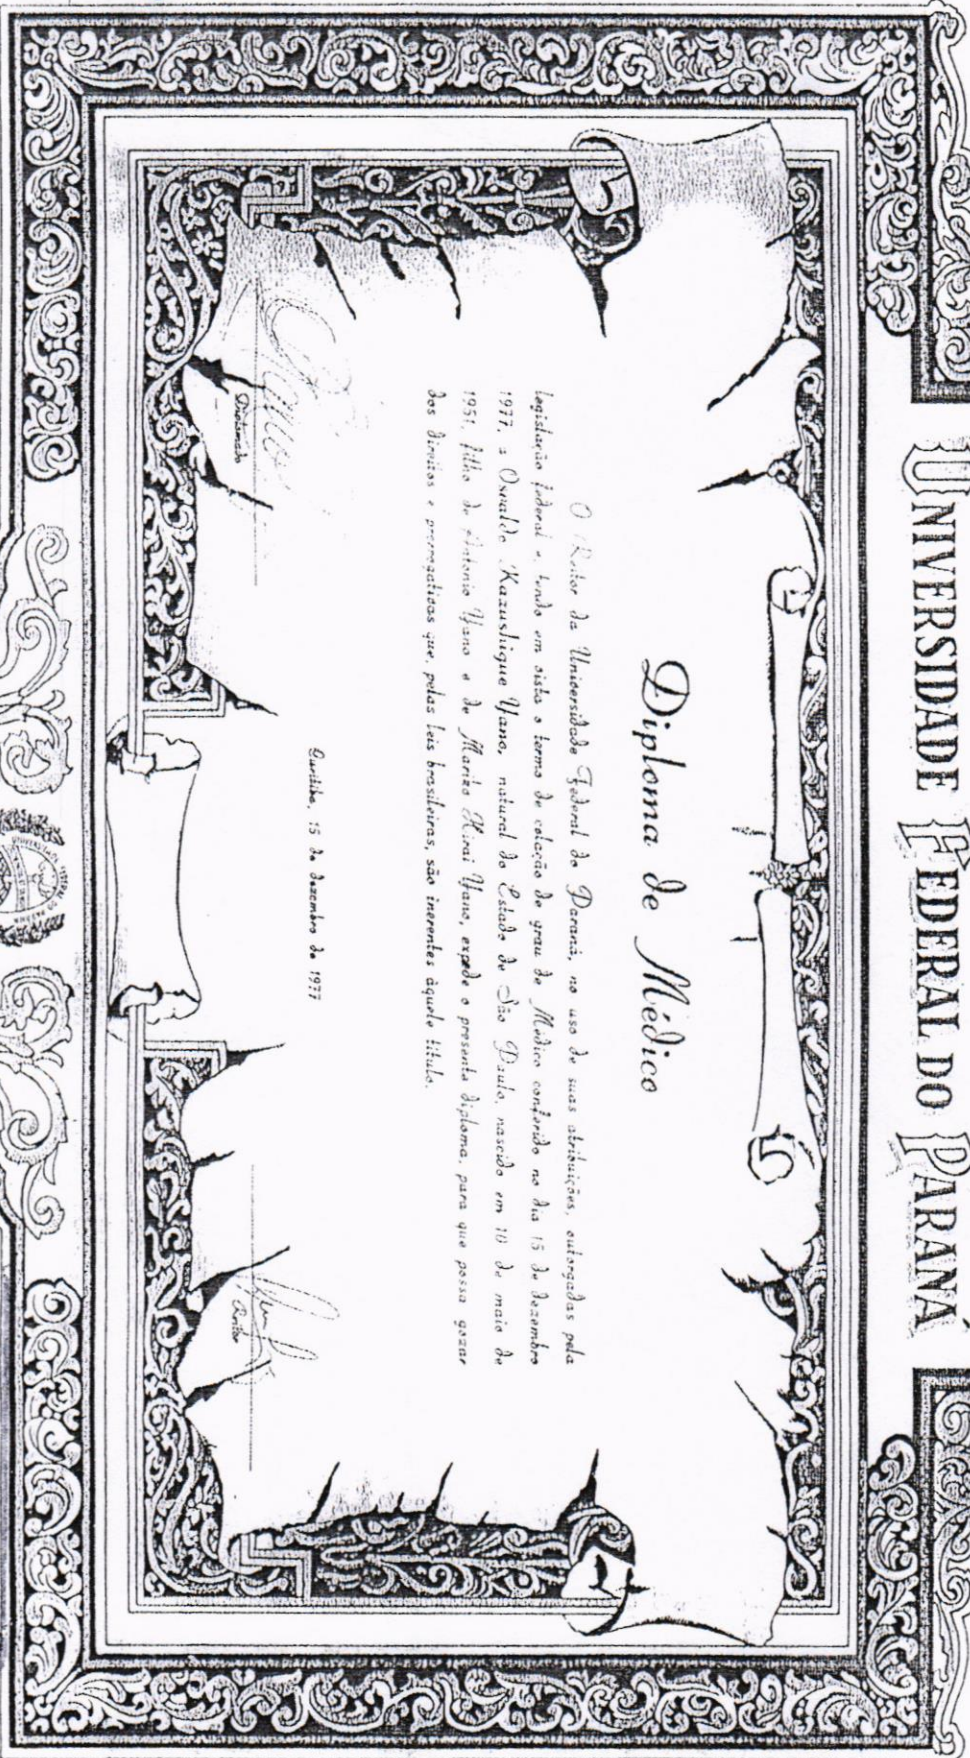 UNIVERSIDADE FEDERAL DO PARANÁ
Diploma de Médico
O Reitor da Universidade Federal do Paraná, no uso de suas atribuições, outorgadas pela
legislação federal e, tendo em vista o termo de colação de grau de Médico conferido no dia 15 de dezembro
1977, a Oswaldo Kazushigue Yano, natural do Estado de São Paulo, nascido em 10 de maio de
1951, filho de Antonio Yano e de Mariko Hirai Yano, expede o presente diploma, para que possa gozar
dos direitos e prerrogativas que, pelas leis brasileiras, são inerentes àquele título.
Curitiba, 15 de dezembro de 1977
Diplomado
Reitor